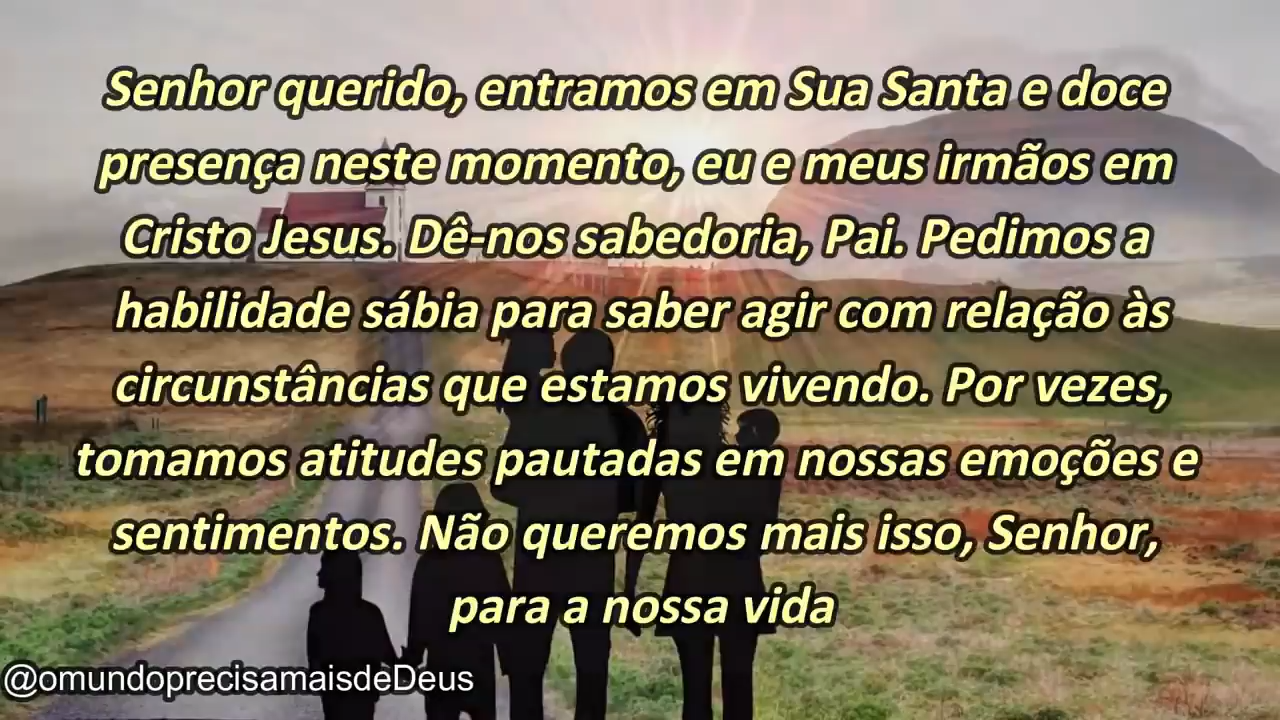 Senhor querido, entramos em Sua Santa e doce
presença neste momento, eu e meus irmãos em
Cristo Jesus. Dê-nos sabedoria, Pai. Pedimos a
habilidade sábia para saber agir com relação às
circunstâncias que estamos vivendo. Por vezes,
tomamos atitudes pautadas em nossas emoções e
sentimentos. Não queremos mais isso, Senhor,
para a nossa vida
@omundoprecisamaisdeDeus